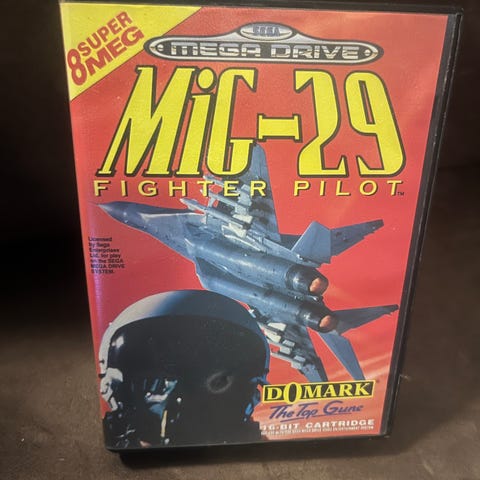 8 SUPER
MEG
SEGA
MEGA DRIVE
MiG-29
FIGHTER PILOT™
Licensed
by Sega
Enterprises
Ltd. for play
on the SEGA
MEGA DRIVE
SYSTEM.
DOMARK
The Top Guns
16-BIT CARTRIDGE